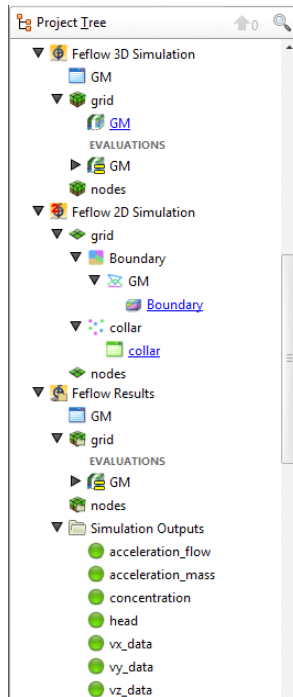 Project Tree
0
Feflow 3D Simulation
GM
grid
GM
EVALUATIONS
GM
nodes
Feflow 2D Simulation
grid
Boundary
GM
Boundary
collar
collar
nodes
Feflow Results
GM
grid
EVALUATIONS
GM
nodes
Simulation Outputs
acceleration_flow
acceleration_mass
concentration
head
vx_data
vy_data
vz_data